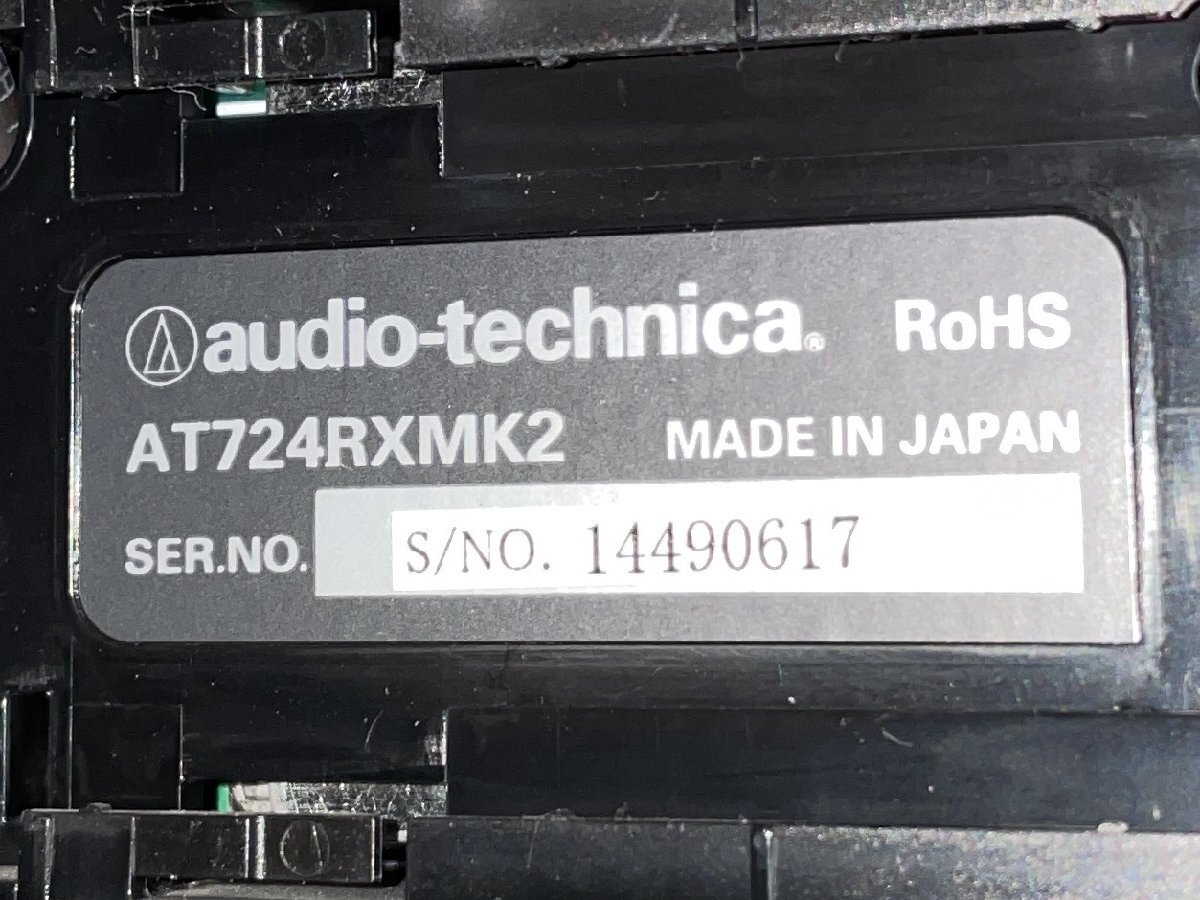 audio-technica® RoHS
AT724RXMK2 MADE IN JAPAN
SER.NO. S/NO. 14490617